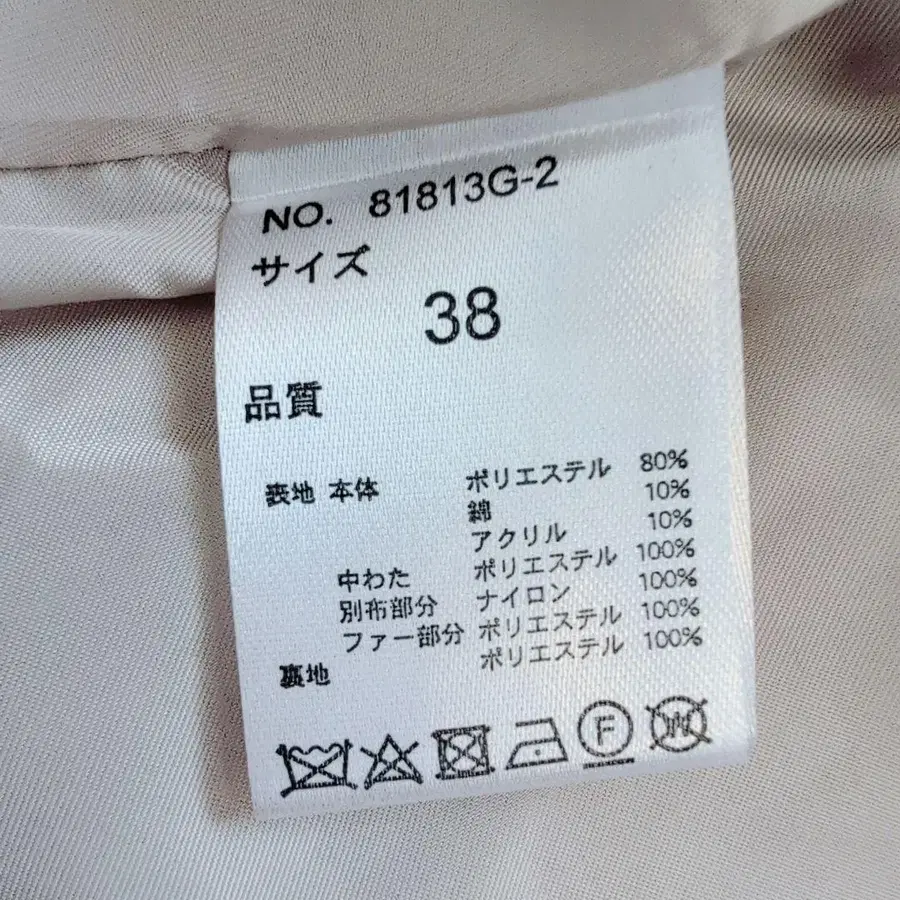 NO. 81813G-2
サイズ
38
品質
表地 本体 ポリエステル 80%
綿 10%
アクリル 10%
中わた ポリエステル 100%
別布部分 ナイロン 100%
ファー部分 ポリエステル 100%
裏地 ポリエステル 100%
F W